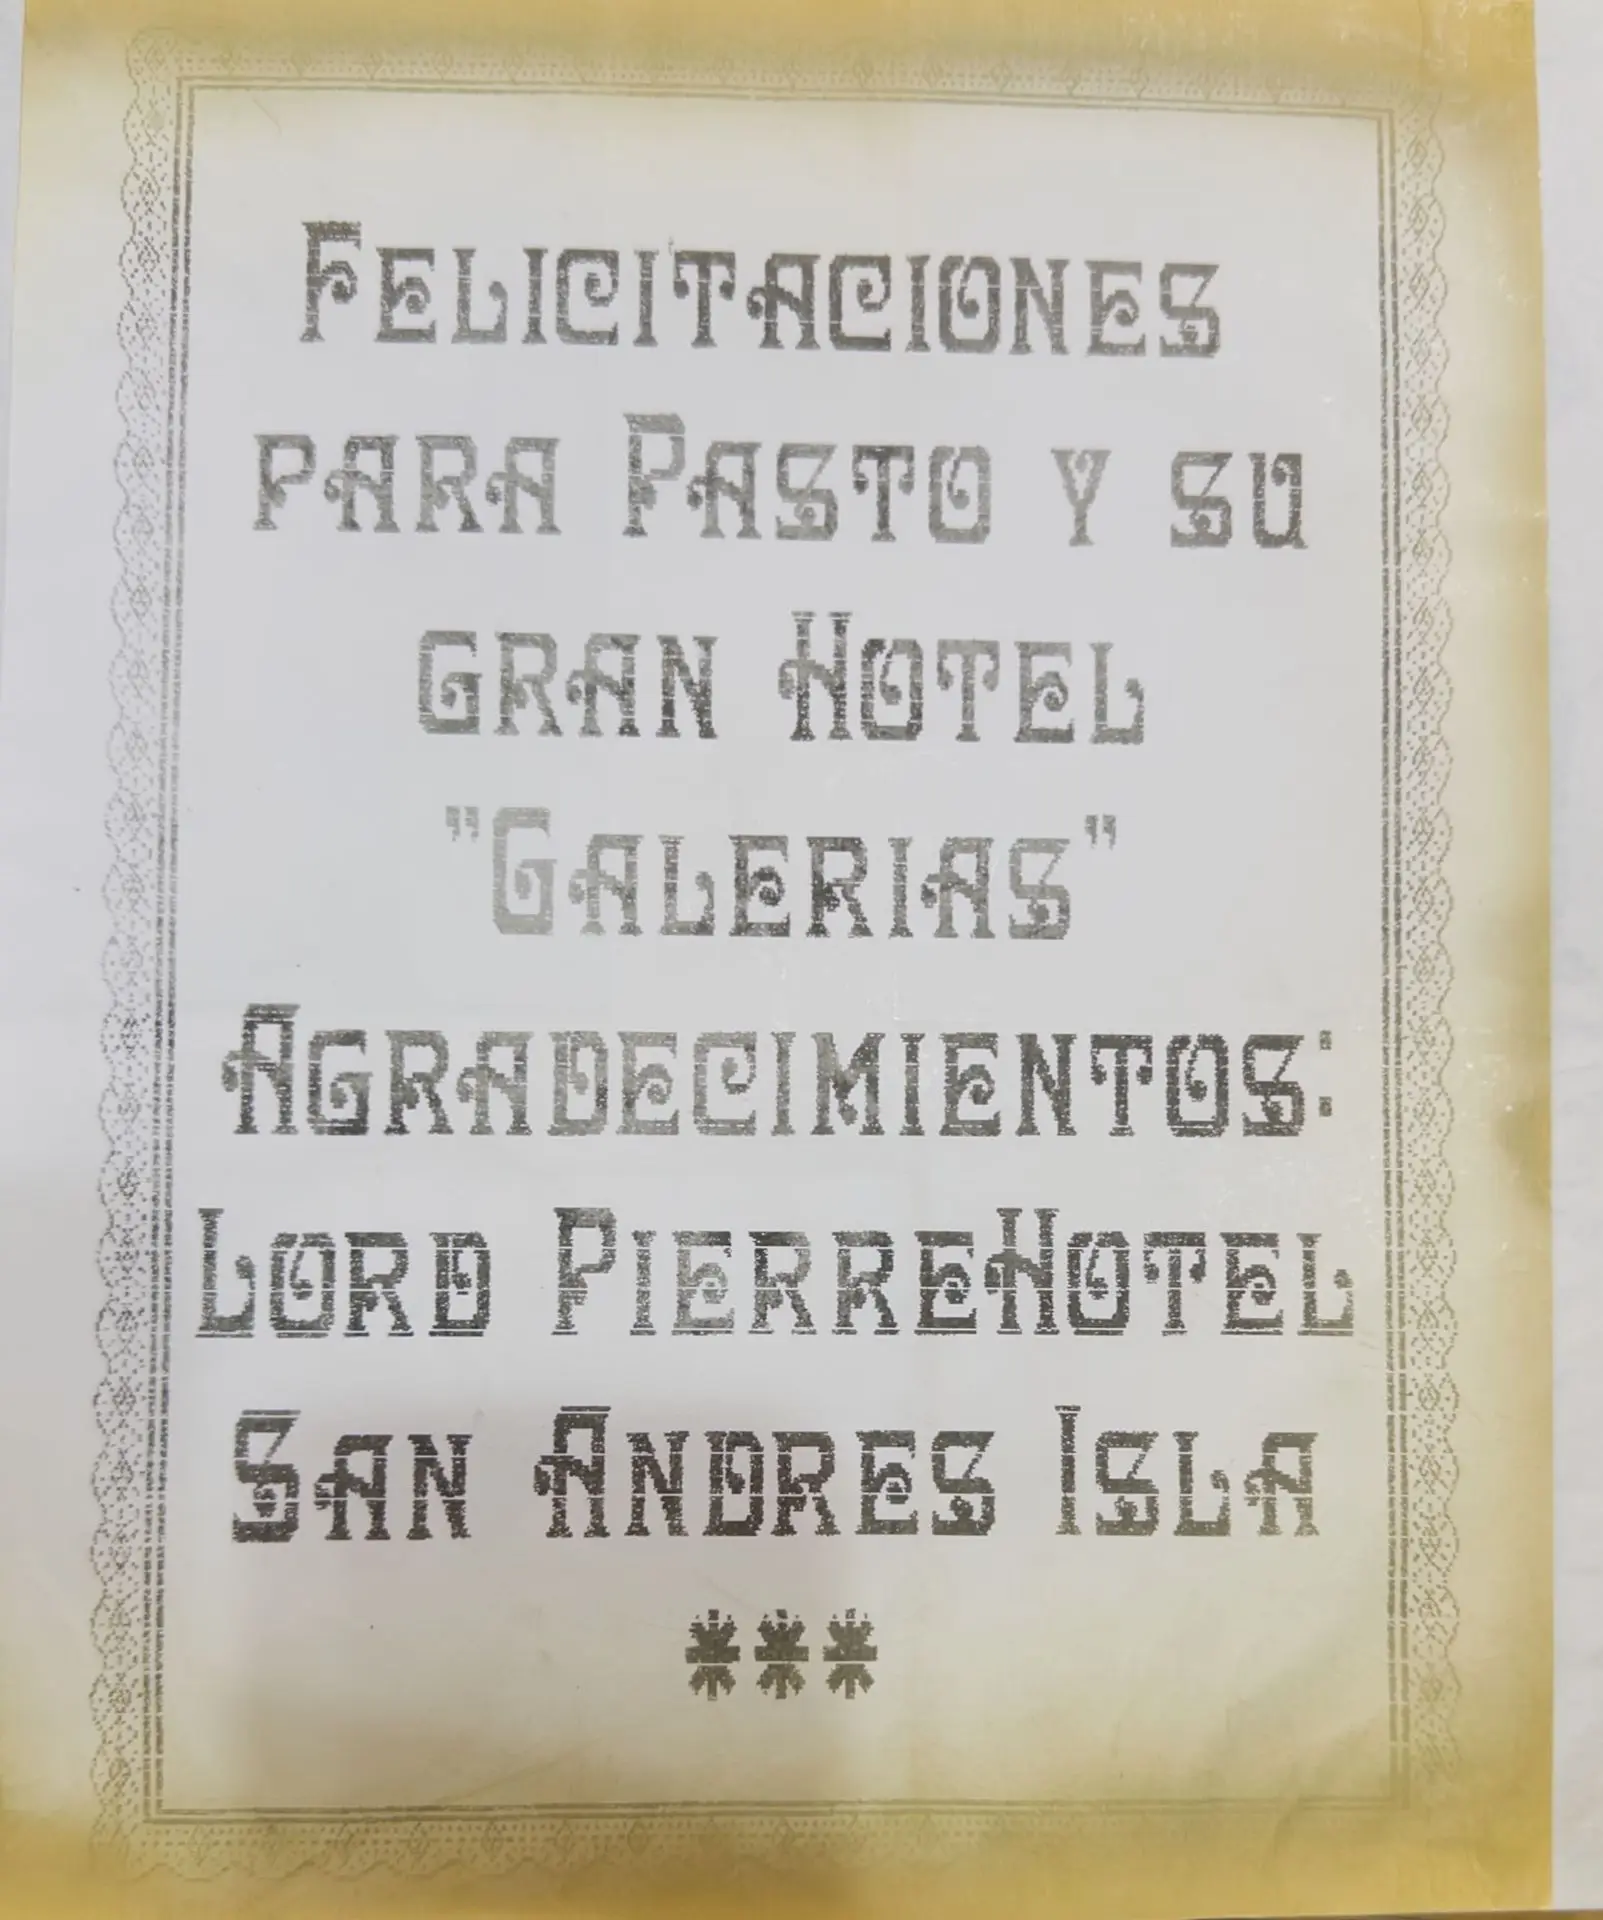 Felicitaciones
para Pasto y su
gran Hotel
"Galerias"
Agradecimientos:
Lord PierreHotel
San Andres Isla
***